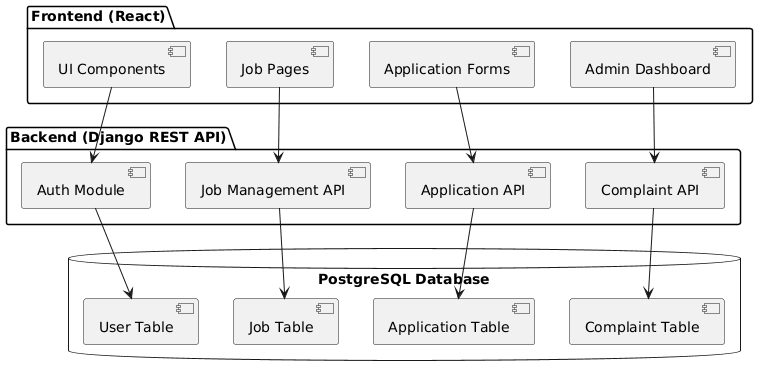 Frontend (React)
UI Components
Job Pages
Application Forms
Admin Dashboard
Backend (Django REST API)
Auth Module
Job Management API
Application API
Complaint API
PostgreSQL Database
User Table
Job Table
Application Table
Complaint Table